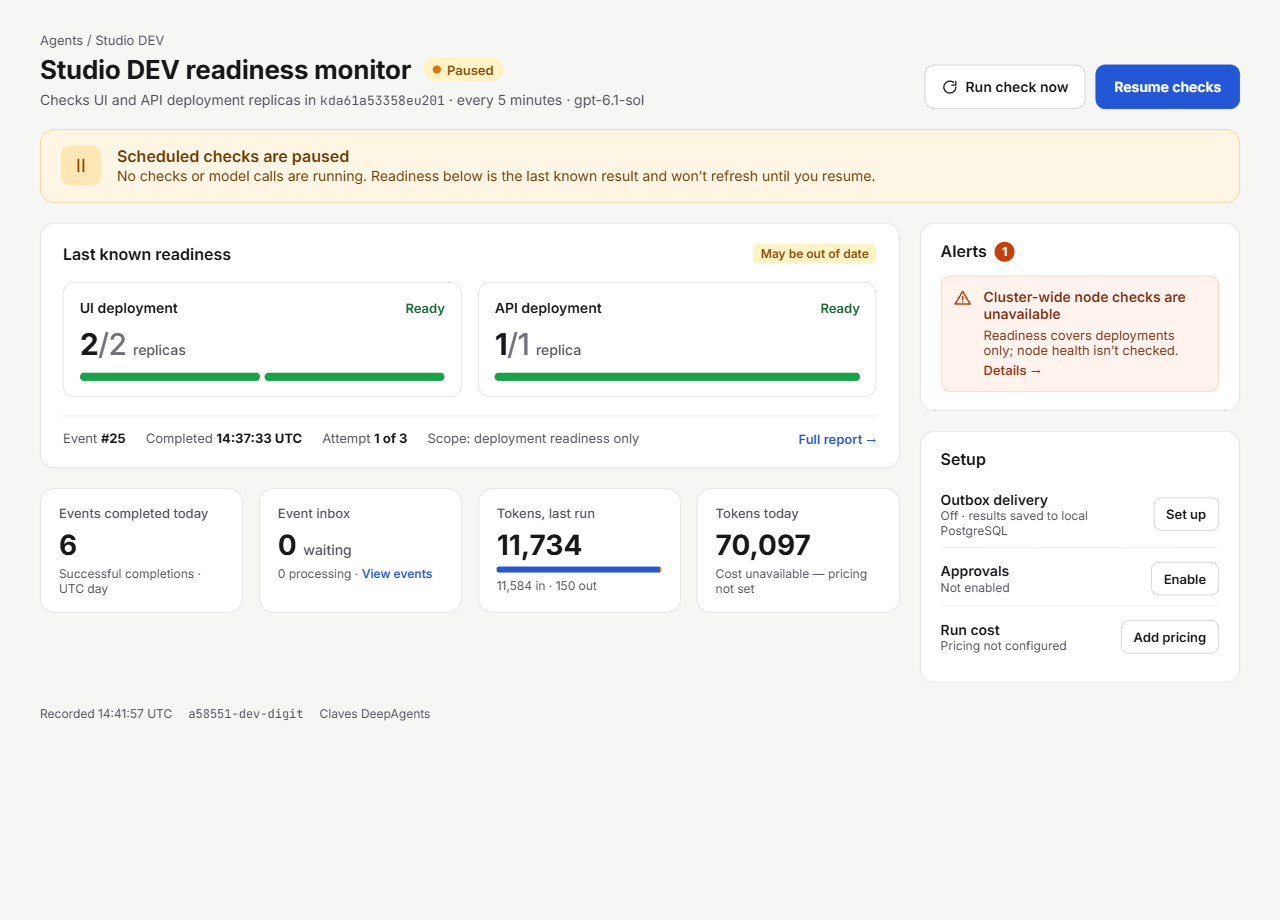 Agents / Studio DEV
Studio DEV readiness monitor
Paused
Checks UI and API deployment replicas in kda61a53358eu201 · every 5 minutes · gpt-6.1-sol
Run check now
Resume checks
Scheduled checks are paused
No checks or model calls are running. Readiness below is the last known result and won’t refresh until you resume.
Last known readiness
May be out of date
UI deployment
Ready
2/2 replicas
API deployment
Ready
1/1 replica
Event #25
Completed 14:37:33 UTC
Attempt 1 of 3
Scope: deployment readiness only
Full report →
Events completed today
6
Successful completions ·
UTC day
Event inbox
0 waiting
0 processing · View events
Tokens, last run
11,734
11,584 in · 150 out
Tokens today
70,097
Cost unavailable — pricing
not set
Alerts 1
Cluster-wide node checks are
unavailable
Readiness covers deployments
only; node health isn’t checked.
Details →
Setup
Outbox delivery
Off · results saved to local
PostgreSQL
Set up
Approvals
Not enabled
Enable
Run cost
Pricing not configured
Add pricing
Recorded 14:41:57 UTC
a58551-dev-digit
Claves DeepAgents